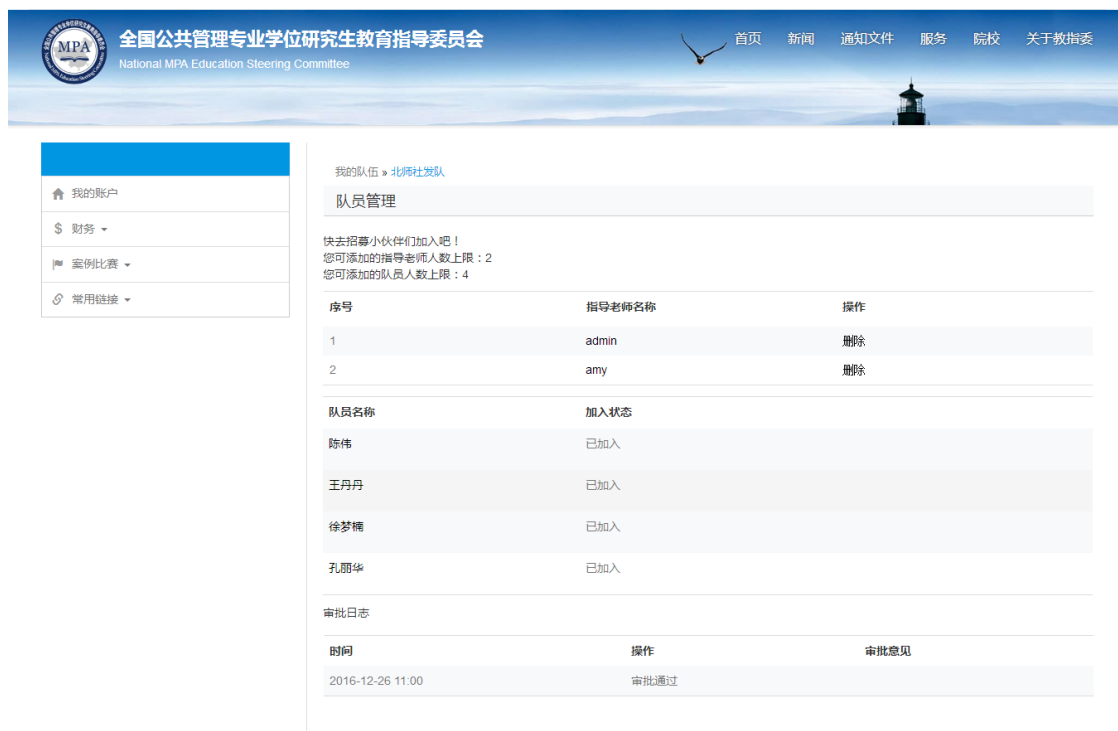 MPA
全国公共管理专业学位研究生教育指导委员会
National MPA Education Steering Committee
首页 新闻 通知文件 服务 院校 关于教指委
我的账户
$ 财务
案例比赛
常用链接
我的队伍 » 北师社发队
队员管理
快去招募小伙伴们加入吧！
您可添加的指导老师人数上限：2
您可添加的队员人数上限：4
序号 指导老师名称 操作
1 admin 删除
2 amy 删除
队员名称 加入状态
陈伟 已加入
王丹丹 已加入
徐梦楠 已加入
孔丽华 已加入
审批日志
时间 操作 审批意见
2016-12-26 11:00 审批通过